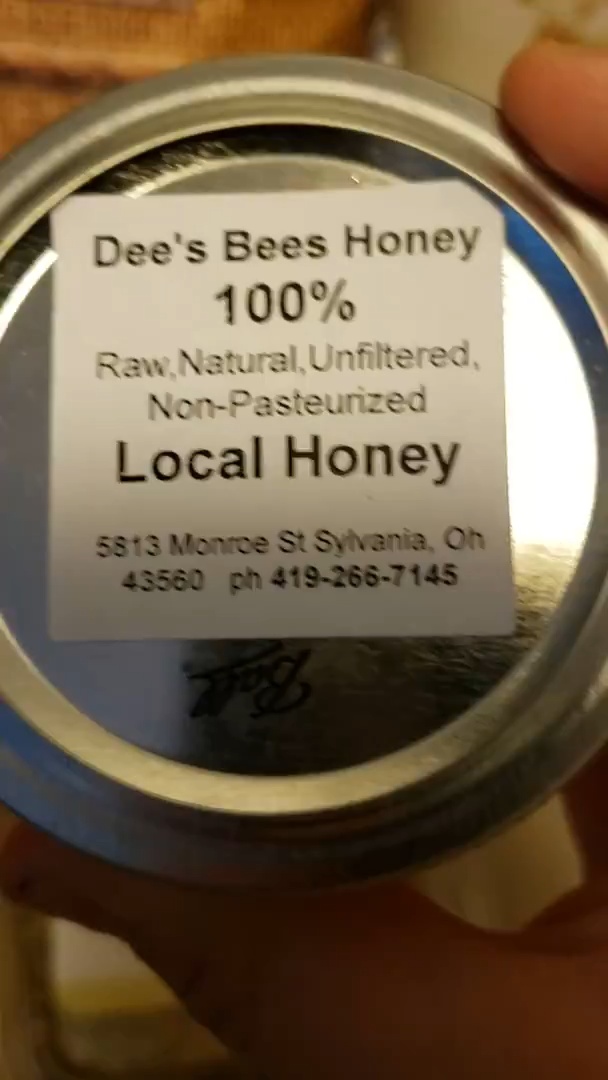 Dee's Bees Honey
100%
Raw,Natural,Unfiltered,
Non-Pasteurized
Local Honey
5813 Monroe St Sylvania, Oh
43560 ph 419-266-7145
Ball